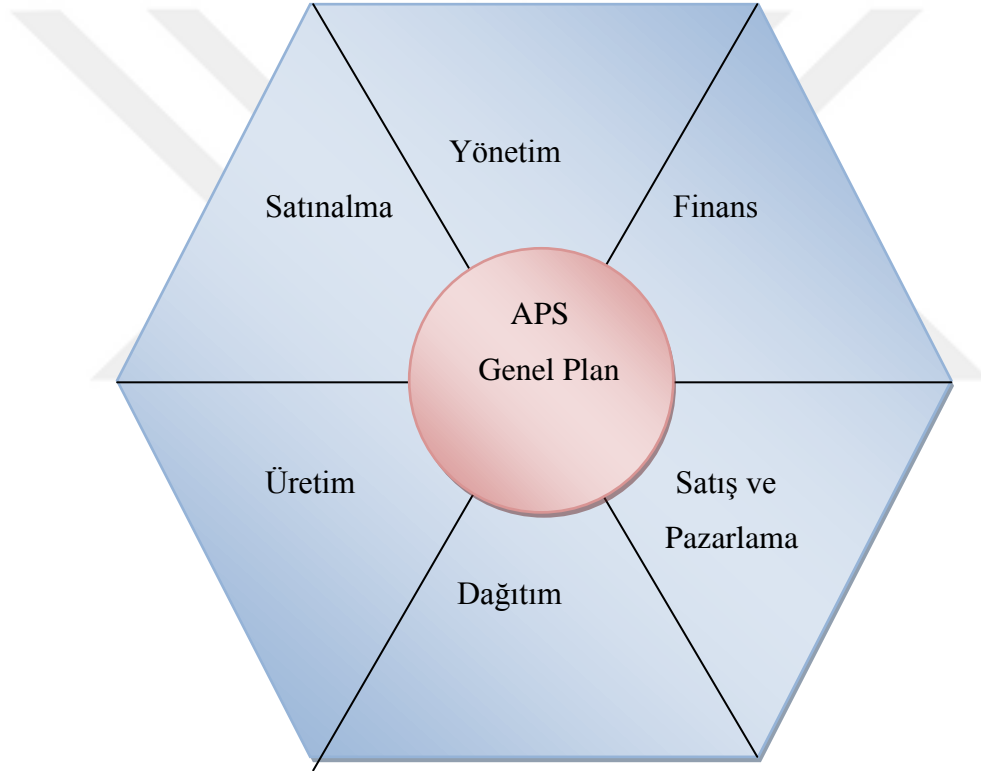 Yönetim
Satınalma
Finans
APS
Genel Plan
Üretim
Satış ve
Pazarlama
Dağıtım